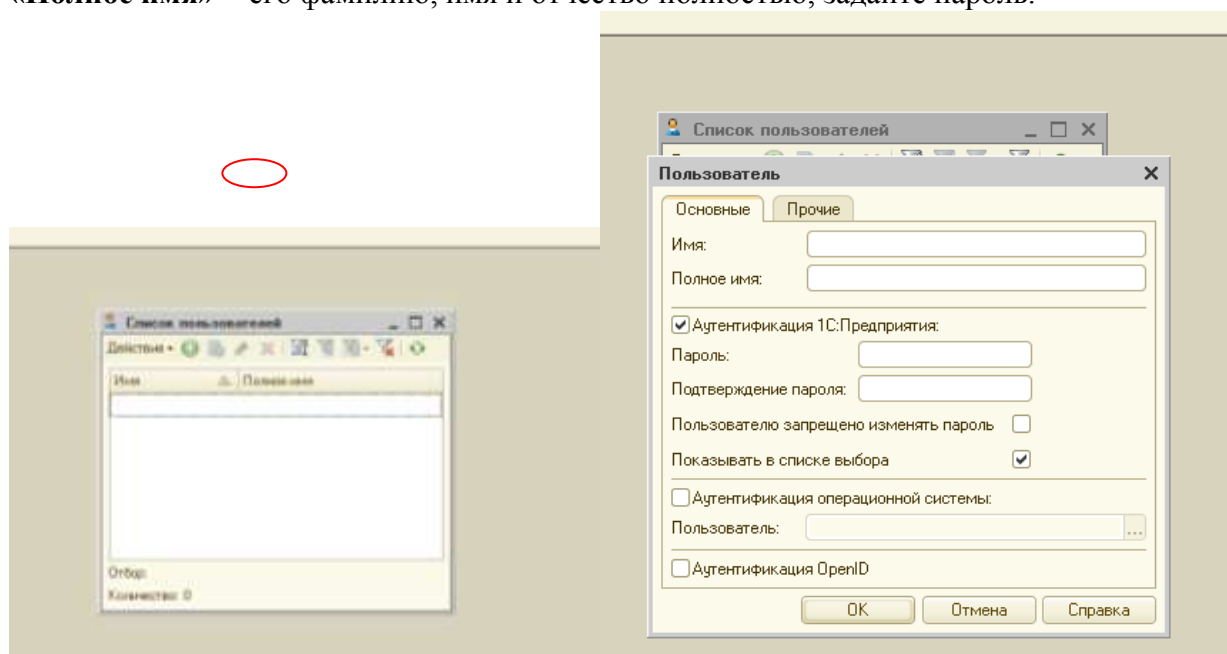 «Полное имя» – его фамилию, имя и отчество полностью, задайте пароль.
Список пользователей
Пользователь
Основные Прочие
Имя:
Полное имя:
Аутентификация 1С:Предприятия:
Пароль:
Подтверждение пароля:
Пользователю запрещено изменять пароль
Показывать в списке выбора
Аутентификация операционной системы:
Пользователь:
...
Аутентификация OpenID
OK Отмена Справка
Список пользователей
Действия
Имя Полное имя
Отбор:
Количество: 0